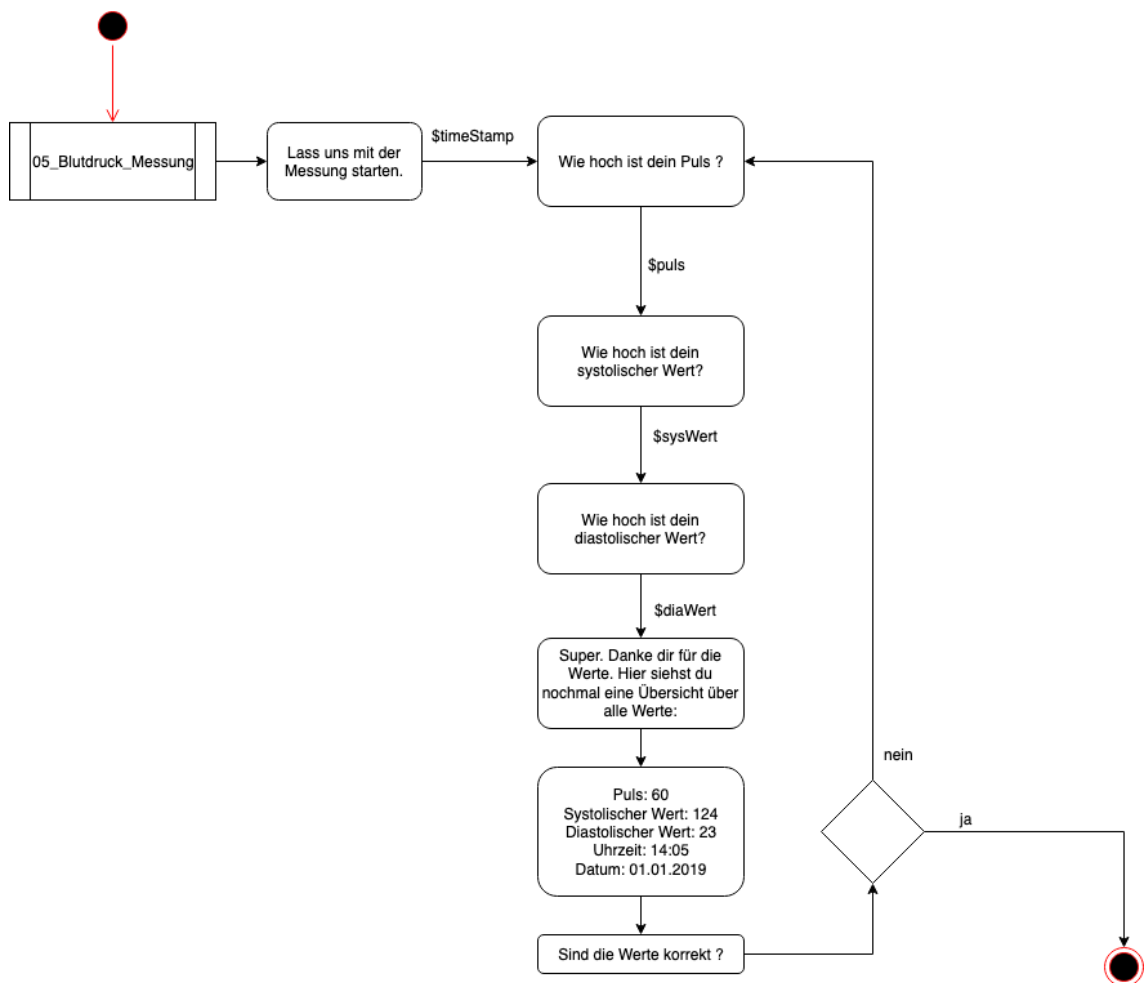 05_Blutdruck_Messung
Lass uns mit der
Messung starten.
$timeStamp
Wie hoch ist dein Puls ?
$puls
Wie hoch ist dein
systolischer Wert?
$sysWert
Wie hoch ist dein
diastolischer Wert?
$diaWert
Super. Danke dir für die
Werte. Hier siehst du
nochmal eine Übersicht über
alle Werte:
Puls: 60
Systolischer Wert: 124
Diastolischer Wert: 23
Uhrzeit: 14:05
Datum: 01.01.2019
Sind die Werte korrekt ?
nein
ja